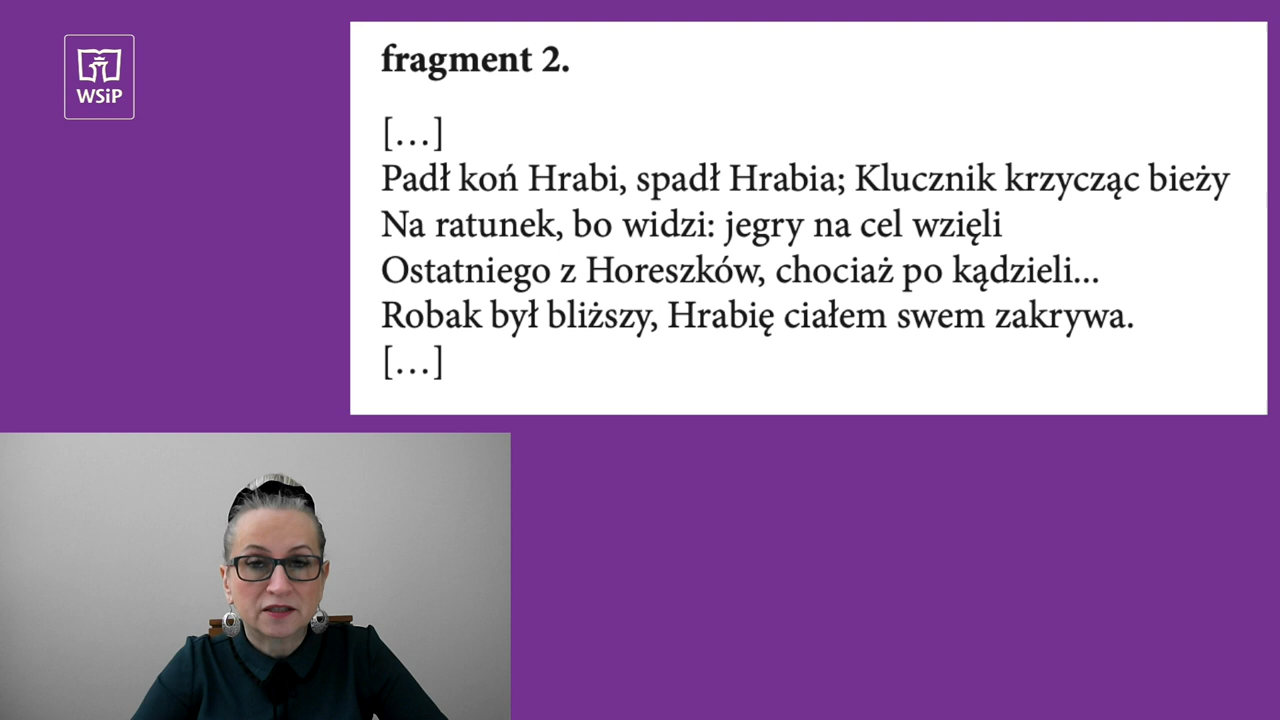 WSiP
fragment 2.
[…]
Padł koń Hrabi, spadł Hrabia; Klucznik krzycząc bieży
Na ratunek, bo widzi: jegry na cel wzięli
Ostatniego z Horeszków, chociaż po kądzieli...
Robak był bliższy, Hrabię ciałem swem zakrywa.
[…]